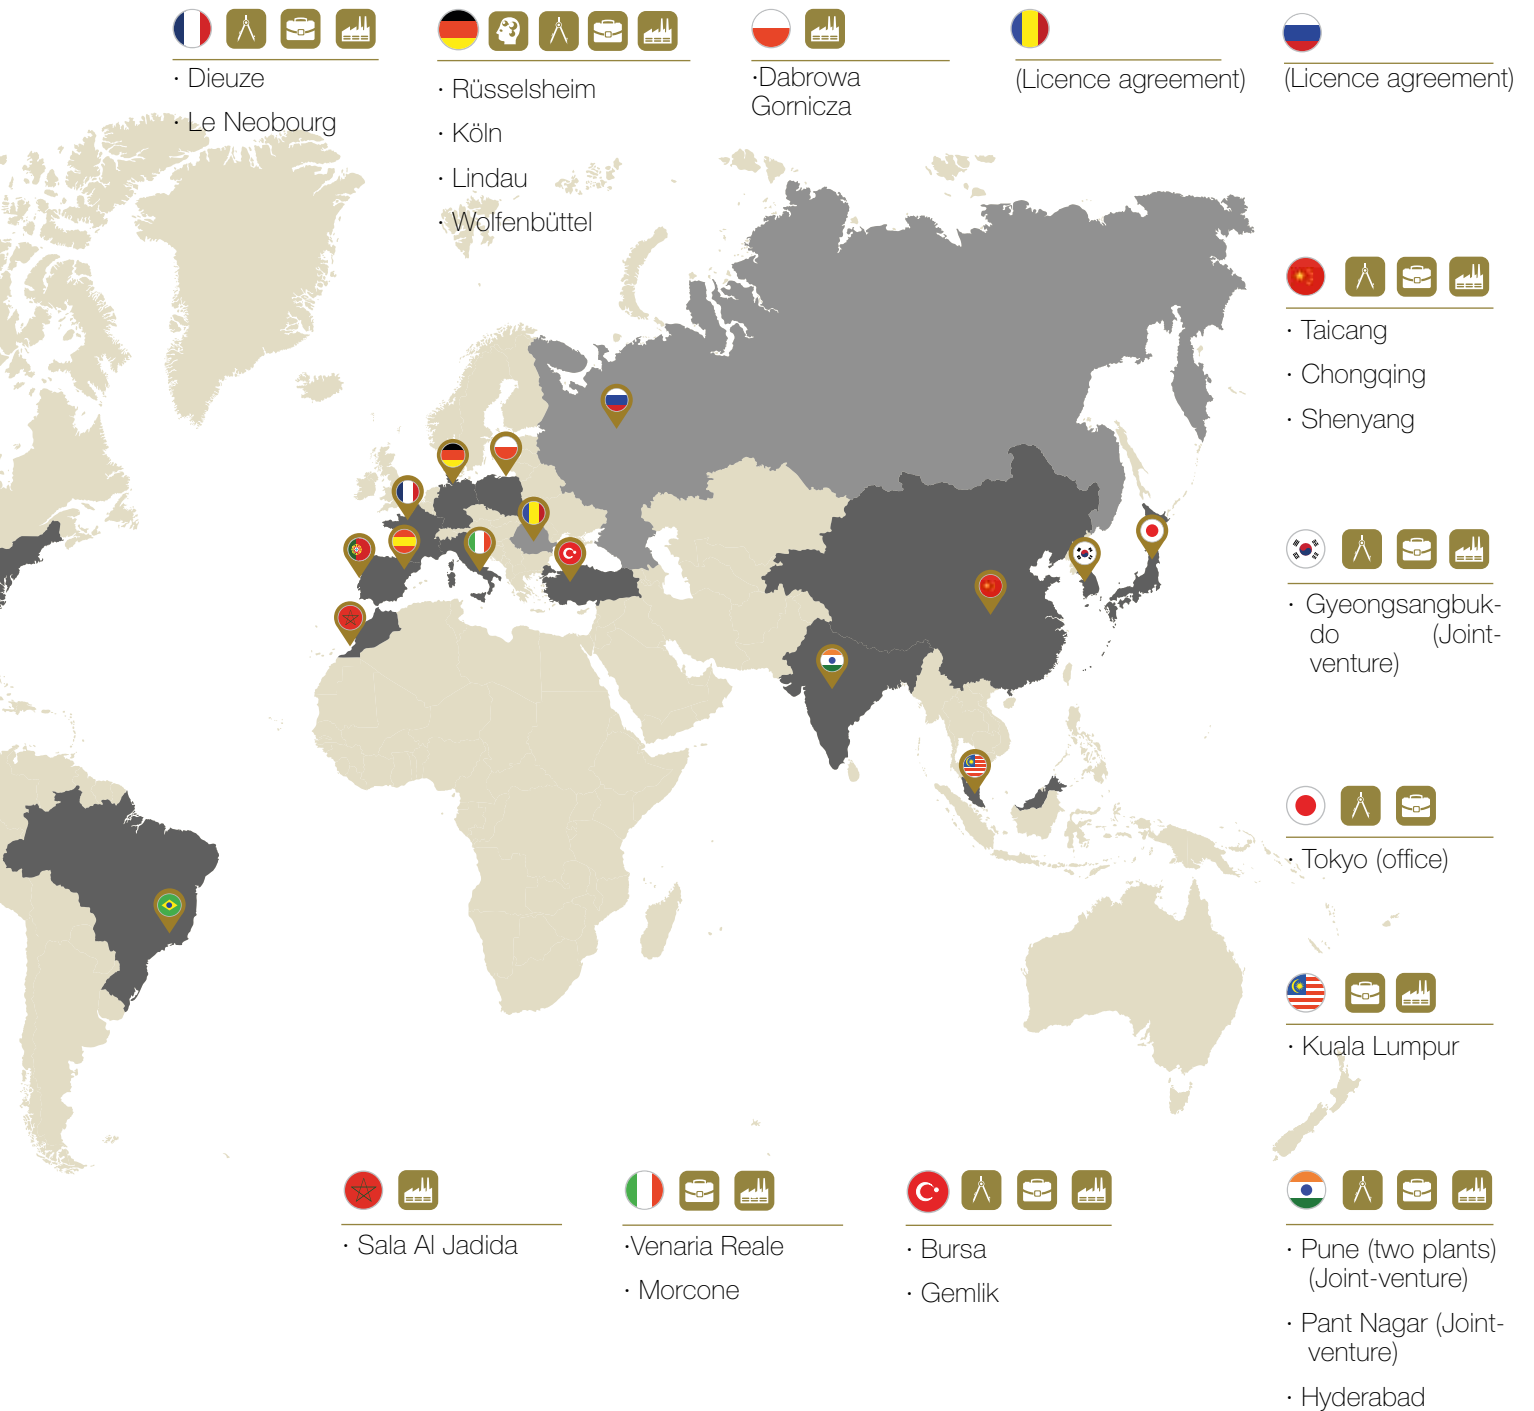 · Dieuze
· Le Neobourg
· Rüsselsheim
· Köln
· Lindau
· Wolfenbüttel
·Dabrowa
Gornicza
(Licence agreement)
(Licence agreement)
· Taicang
· Chongqing
· Shenyang
· Gyeongsangbuk-
do (Joint-
venture)
· Tokyo (office)
· Kuala Lumpur
· Sala Al Jadida
·Venaria Reale
· Morcone
· Bursa
· Gemlik
· Pune (two plants)
(Joint-venture)
· Pant Nagar (Joint-
venture)
· Hyderabad